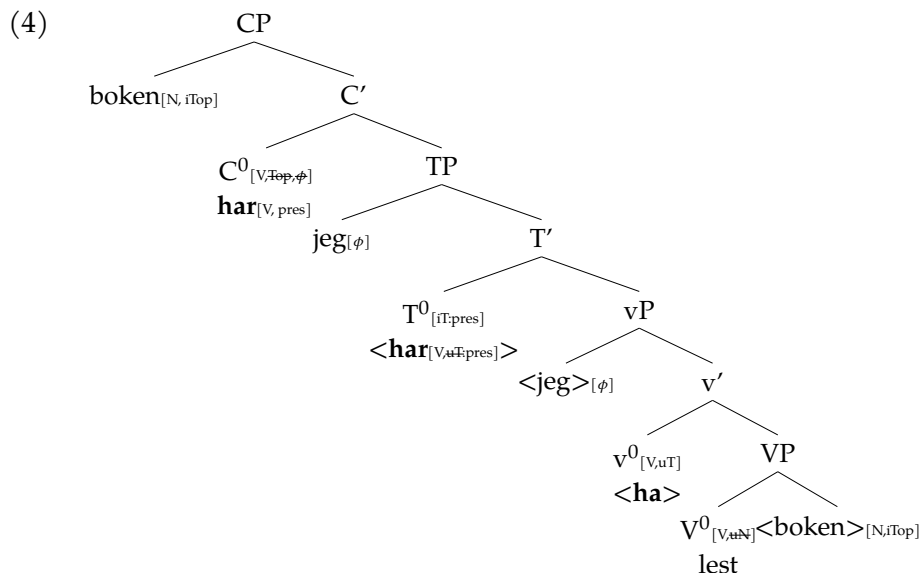 (4)
CP
boken[N, iTop]
C'
C⁰[V,Top,ϕ]
TP
har[V, pres]
jeg[ϕ]
T'
T⁰[iT:pres]
vP
<har[V,uT:pres]>
<jeg>[ϕ]
v'
v⁰[V,uT]
VP
<ha>
V⁰[V,uN]
<boken>[N,iTop]
lest